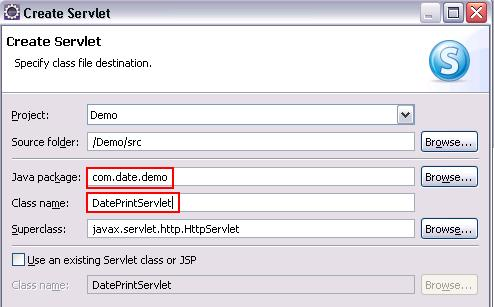 Create Servlet
Create Servlet
Specify class file destination.
S
Project: Demo
Source folder: /Demo/src Browse...
Java package: com.date.demo Browse...
Class name: DatePrintServlet
Superclass: javax.servlet.http.HttpServlet Browse...
Use an existing Servlet class or JSP
Class name: DatePrintServlet Browse...